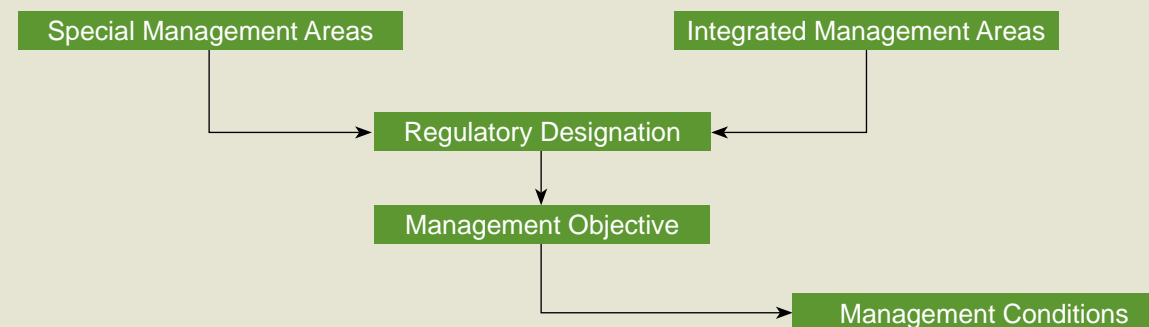 Special Management Areas
Integrated Management Areas
Regulatory Designation
Management Objective
Management Conditions